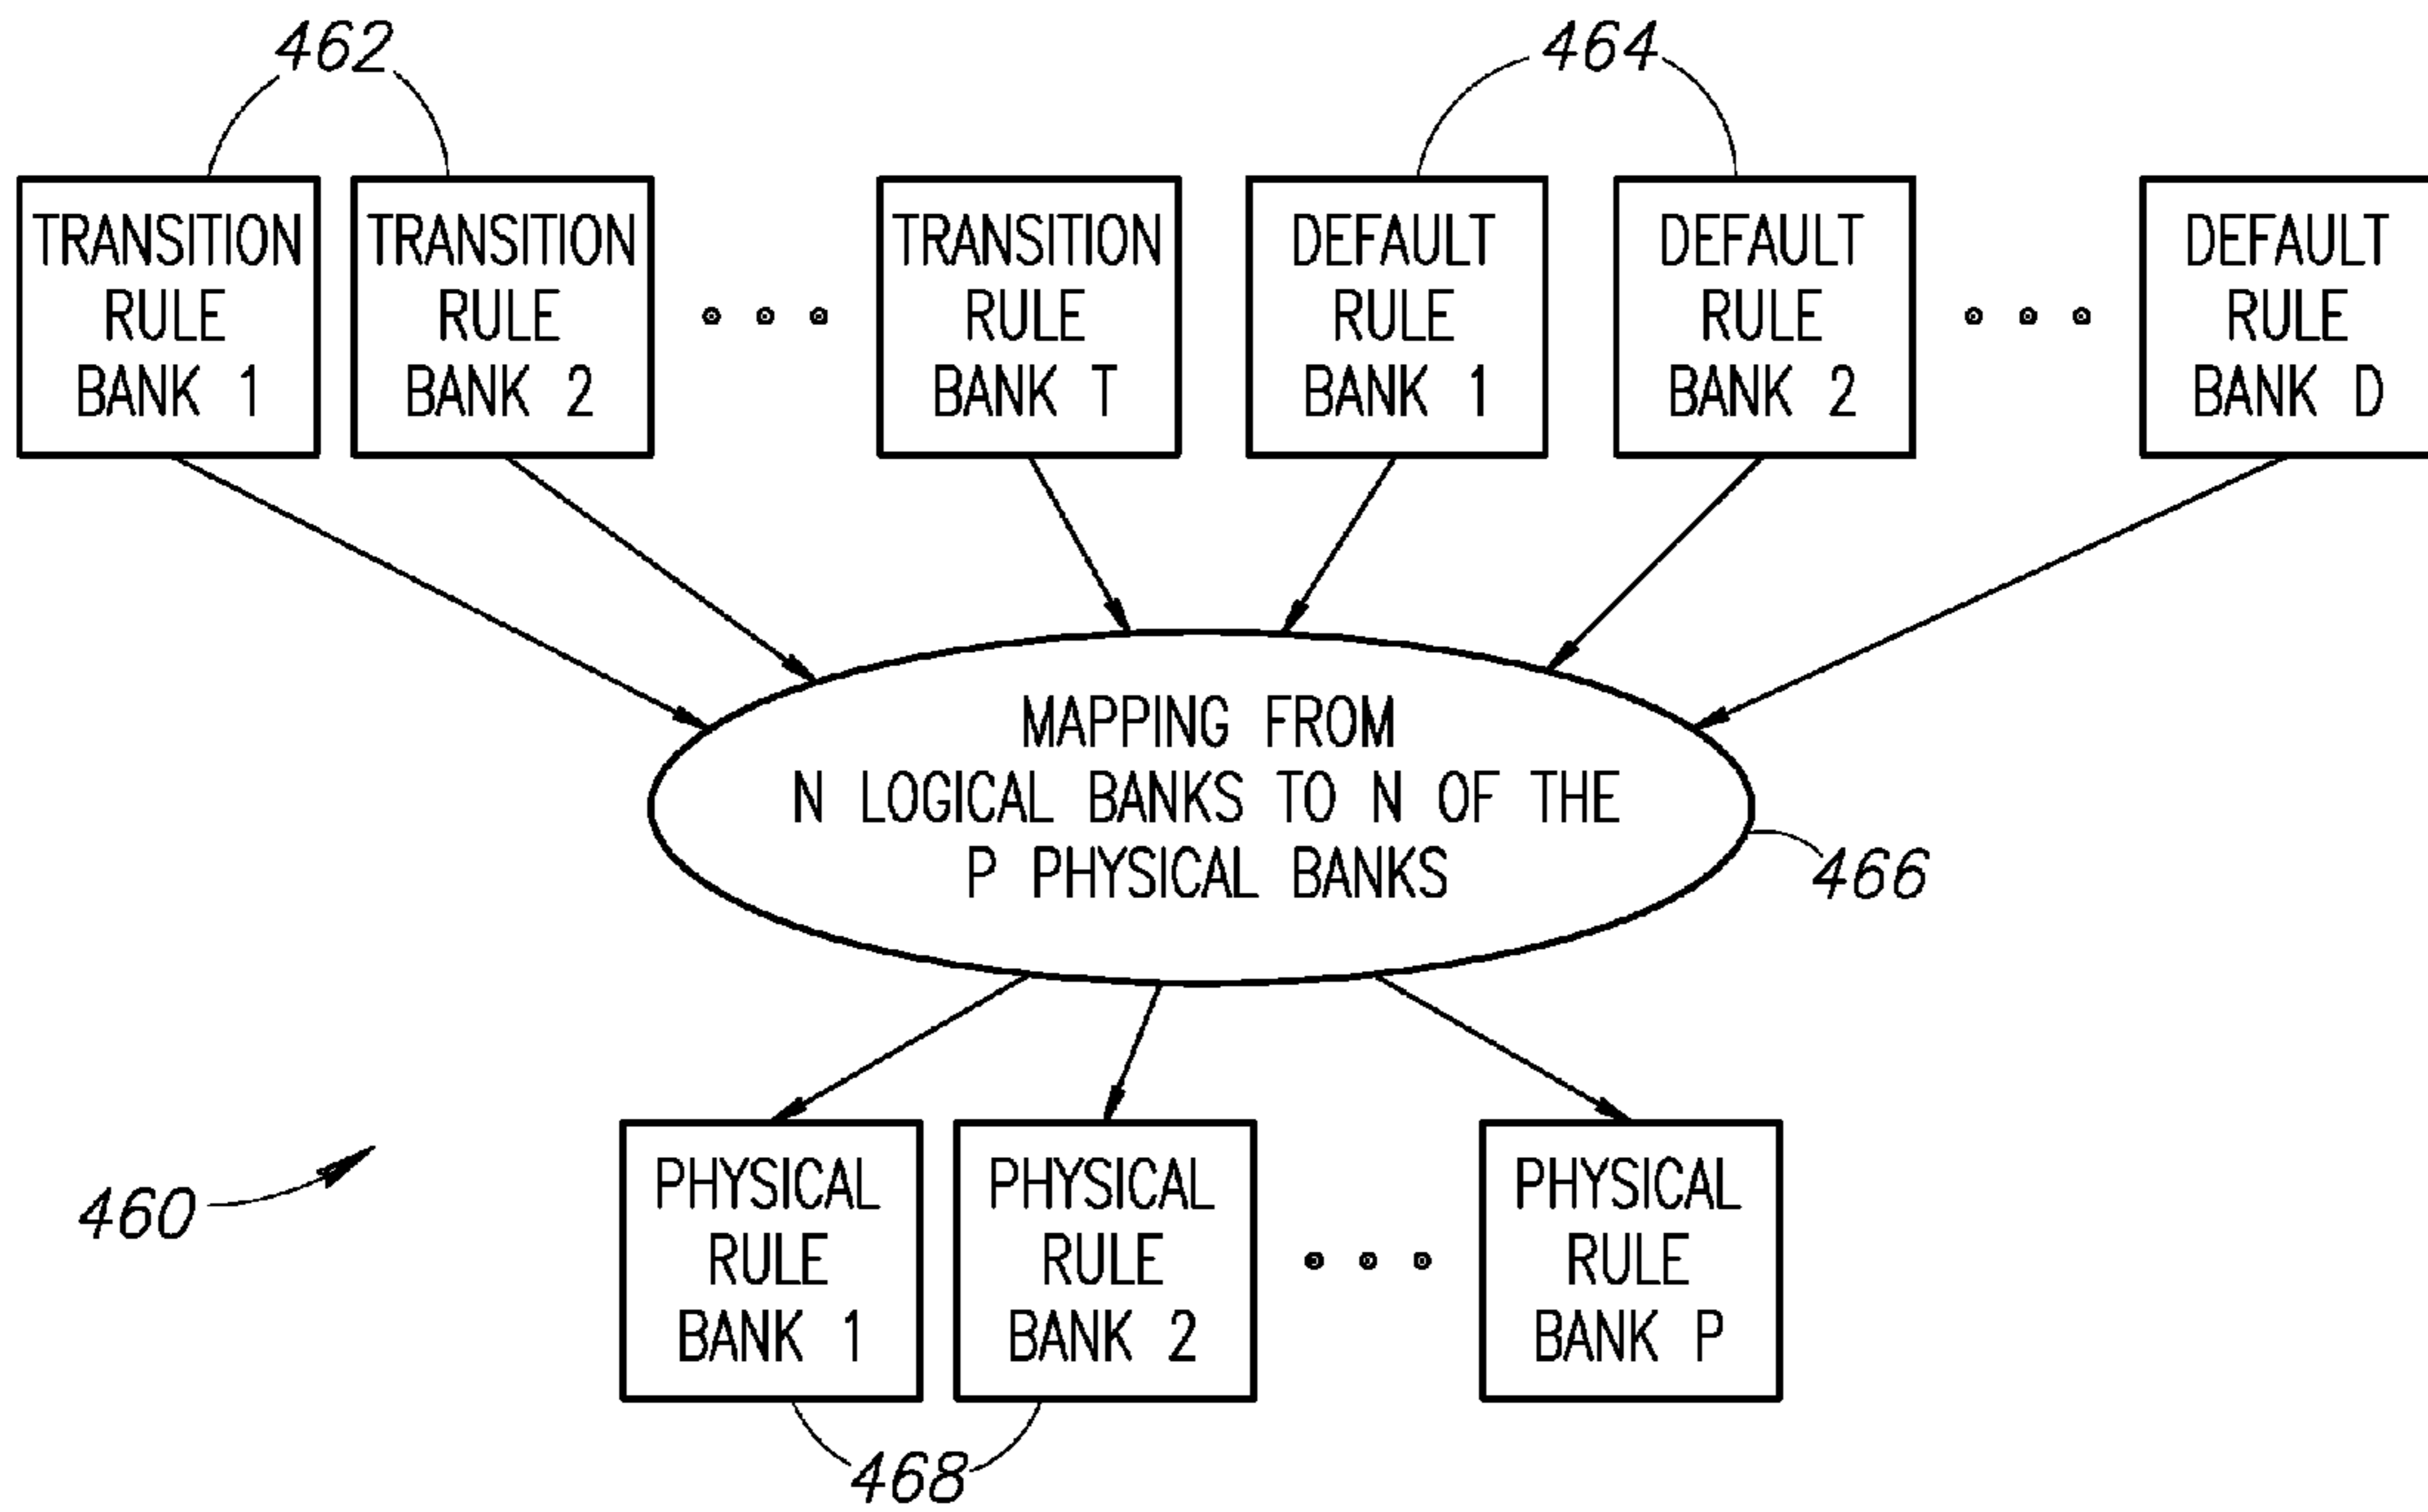 462
464
TRANSITION
RULE
BANK 1
TRANSITION
RULE
BANK 2
TRANSITION
RULE
BANK T
DEFAULT
RULE
BANK 1
DEFAULT
RULE
BANK 2
DEFAULT
RULE
BANK D
MAPPING FROM
N LOGICAL BANKS TO N OF THE
P PHYSICAL BANKS
466
460
PHYSICAL
RULE
BANK 1
PHYSICAL
RULE
BANK 2
PHYSICAL
RULE
BANK P
468